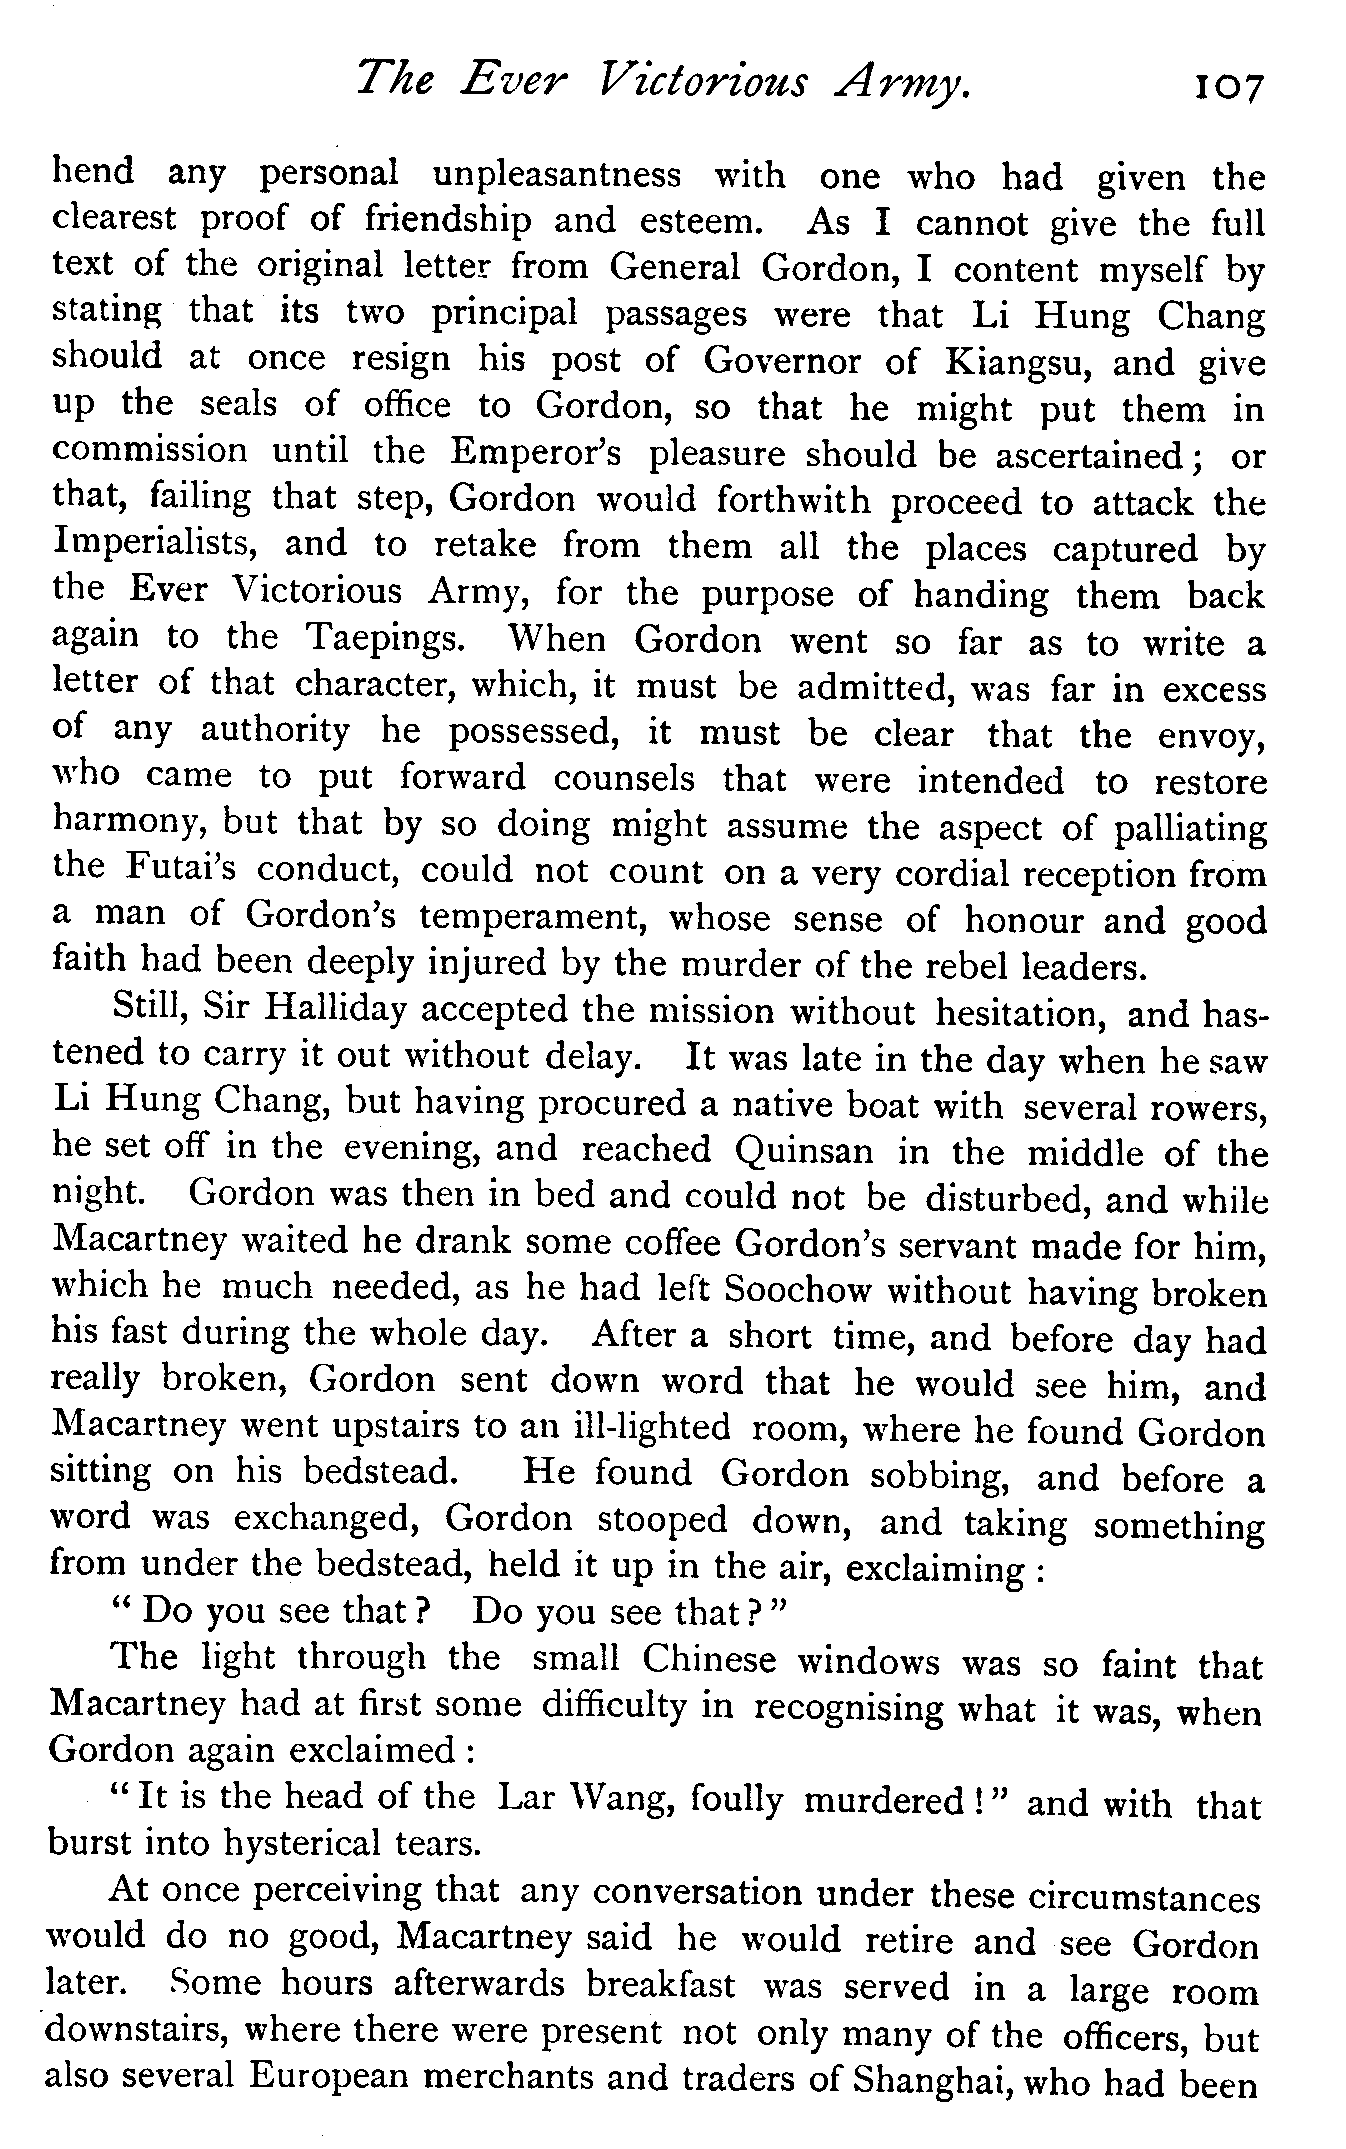 The Ever Victorious Army. 107
hend any personal unpleasantness with one who had given the
clearest proof of friendship and esteem. As I cannot give the full
text of the original letter from General Gordon, I content myself by
stating that its two principal passages were that Li Hung Chang
should at once resign his post of Governor of Kiangsu, and give
up the seals of office to Gordon, so that he might put them in
commission until the Emperor's pleasure should be ascertained; or
that, failing that step, Gordon would forthwith proceed to attack the
Imperialists, and to retake from them all the places captured by
the Ever Victorious Army, for the purpose of handing them back
again to the Taepings. When Gordon went so far as to write a
letter of that character, which, it must be admitted, was far in excess
of any authority he possessed, it must be clear that the envoy,
who came to put forward counsels that were intended to restore
harmony, but that by so doing might assume the aspect of palliating
the Futai's conduct, could not count on a very cordial reception from
a man of Gordon's temperament, whose sense of honour and good
faith had been deeply injured by the murder of the rebel leaders.
Still, Sir Halliday accepted the mission without hesitation, and has-
tened to carry it out without delay. It was late in the day when he saw
Li Hung Chang, but having procured a native boat with several rowers,
he set off in the evening, and reached Quinsan in the middle of the
night. Gordon was then in bed and could not be disturbed, and while
Macartney waited he drank some coffee Gordon's servant made for him,
which he much needed, as he had left Soochow without having broken
his fast during the whole day. After a short time, and before day had
really broken, Gordon sent down word that he would see him, and
Macartney went upstairs to an ill-lighted room, where he found Gordon
sitting on his bedstead. He found Gordon sobbing, and before a
word was exchanged, Gordon stooped down, and taking something
from under the bedstead, held it up in the air, exclaiming :
" Do you see that ? Do you see that ? "
The light through the small Chinese windows was so faint that
Macartney had at first some difficulty in recognising what it was, when
Gordon again exclaimed :
" It is the head of the Lar Wang, foully murdered ! " and with that
burst into hysterical tears.
At once perceiving that any conversation under these circumstances
would do no good, Macartney said he would retire and see Gordon
later. Some hours afterwards breakfast was served in a large room
downstairs, where there were present not only many of the officers, but
also several European merchants and traders of Shanghai, who had been